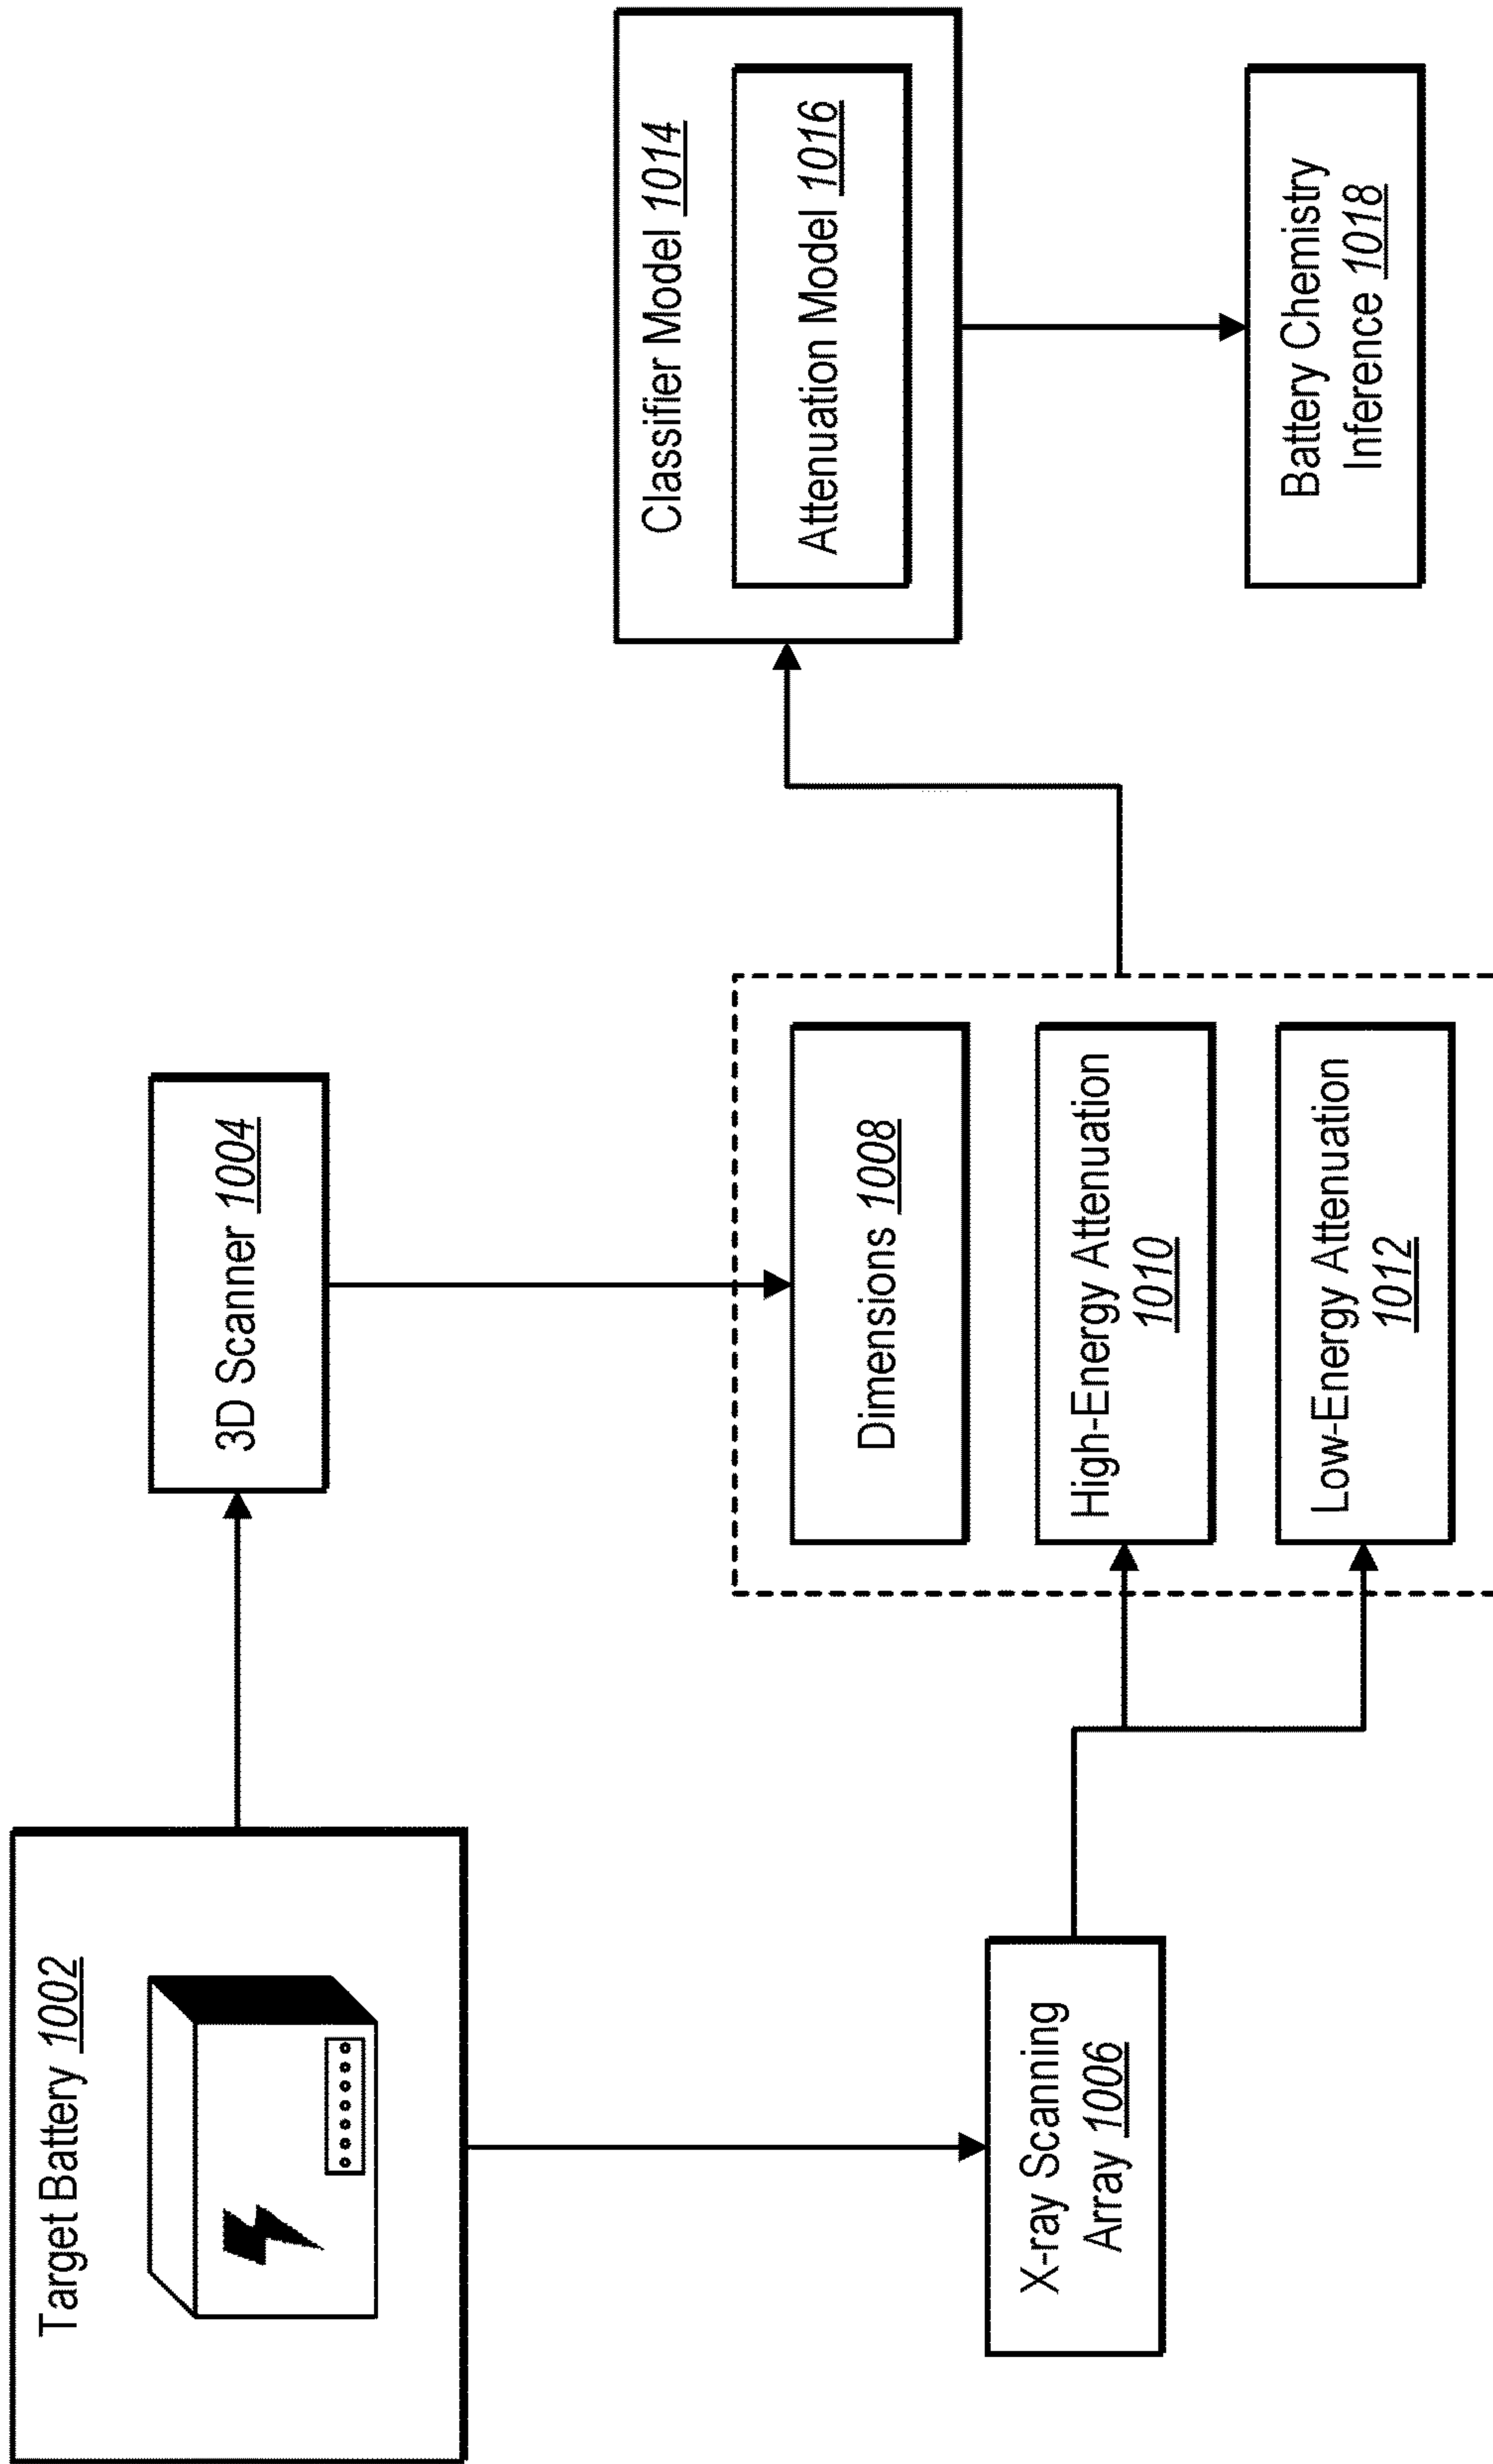 Target Battery 1002
3D Scanner 1004
X-ray Scanning
Array 1006
Dimensions 1008
High-Energy Attenuation
1010
Low-Energy Attenuation
1012
Classifier Model 1014
Attenuation Model 1016
Battery Chemistry
Inference 1018